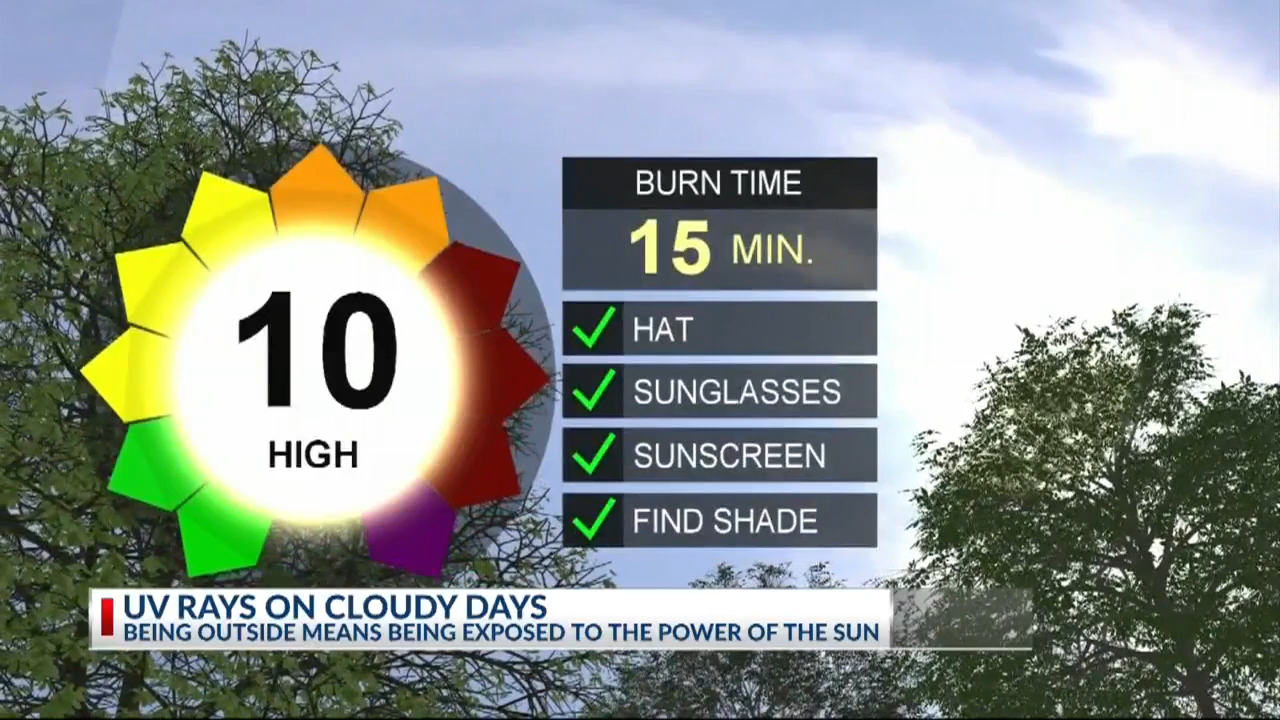 10
HIGH
BURN TIME
15 MIN.
HAT
SUNGLASSES
SUNSCREEN
FIND SHADE
UV RAYS ON CLOUDY DAYS
BEING OUTSIDE MEANS BEING EXPOSED TO THE POWER OF THE SUN